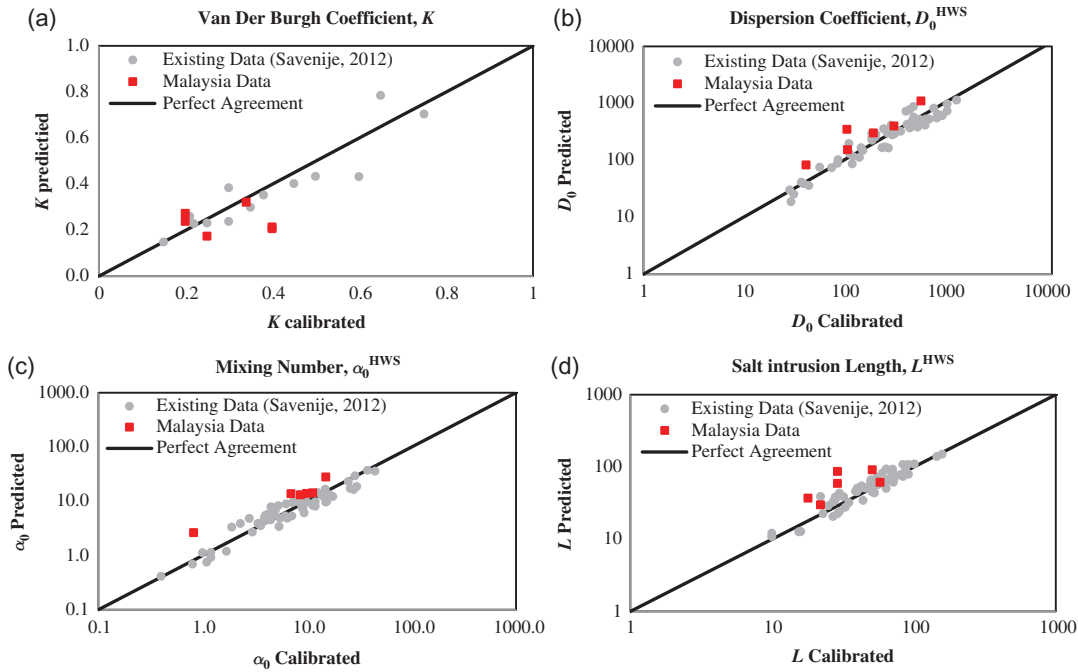 (a)
Van Der Burgh Coefficient, K
1.0
0.8
0.6
0.4
0.2
0.0
K predictied
Existing Data (Savenije, 2012)
Malaysia Data
Perfect Agreement
0 0.2 0.4 0.6 0.8 1
K calibrated
(b)
Dispersion Coefficient, D0^HWS
10000
1000
100
10
1
D0 Predicted
Existing Data (Savenije, 2012)
Malaysia Data
Perfect Agreement
1 10 100 1000 10000
D0 Calibrated
(c)
Mixing Number, α0^HWS
1000.0
100.0
10.0
1.0
0.1
α0 Predicted
Existing Data (Savenije, 2012)
Malaysia Data
Perfect Agreement
0.1 1.0 10.0 100.0 1000.0
α0 Calibrated
(d)
Salt intrusion Length, L^HWS
1000
100
10
1
L Predicted
Existing Data (Savenije, 2012)
Malaysia Data
Perfect Agreement
1 10 100 1000
L Calibrated